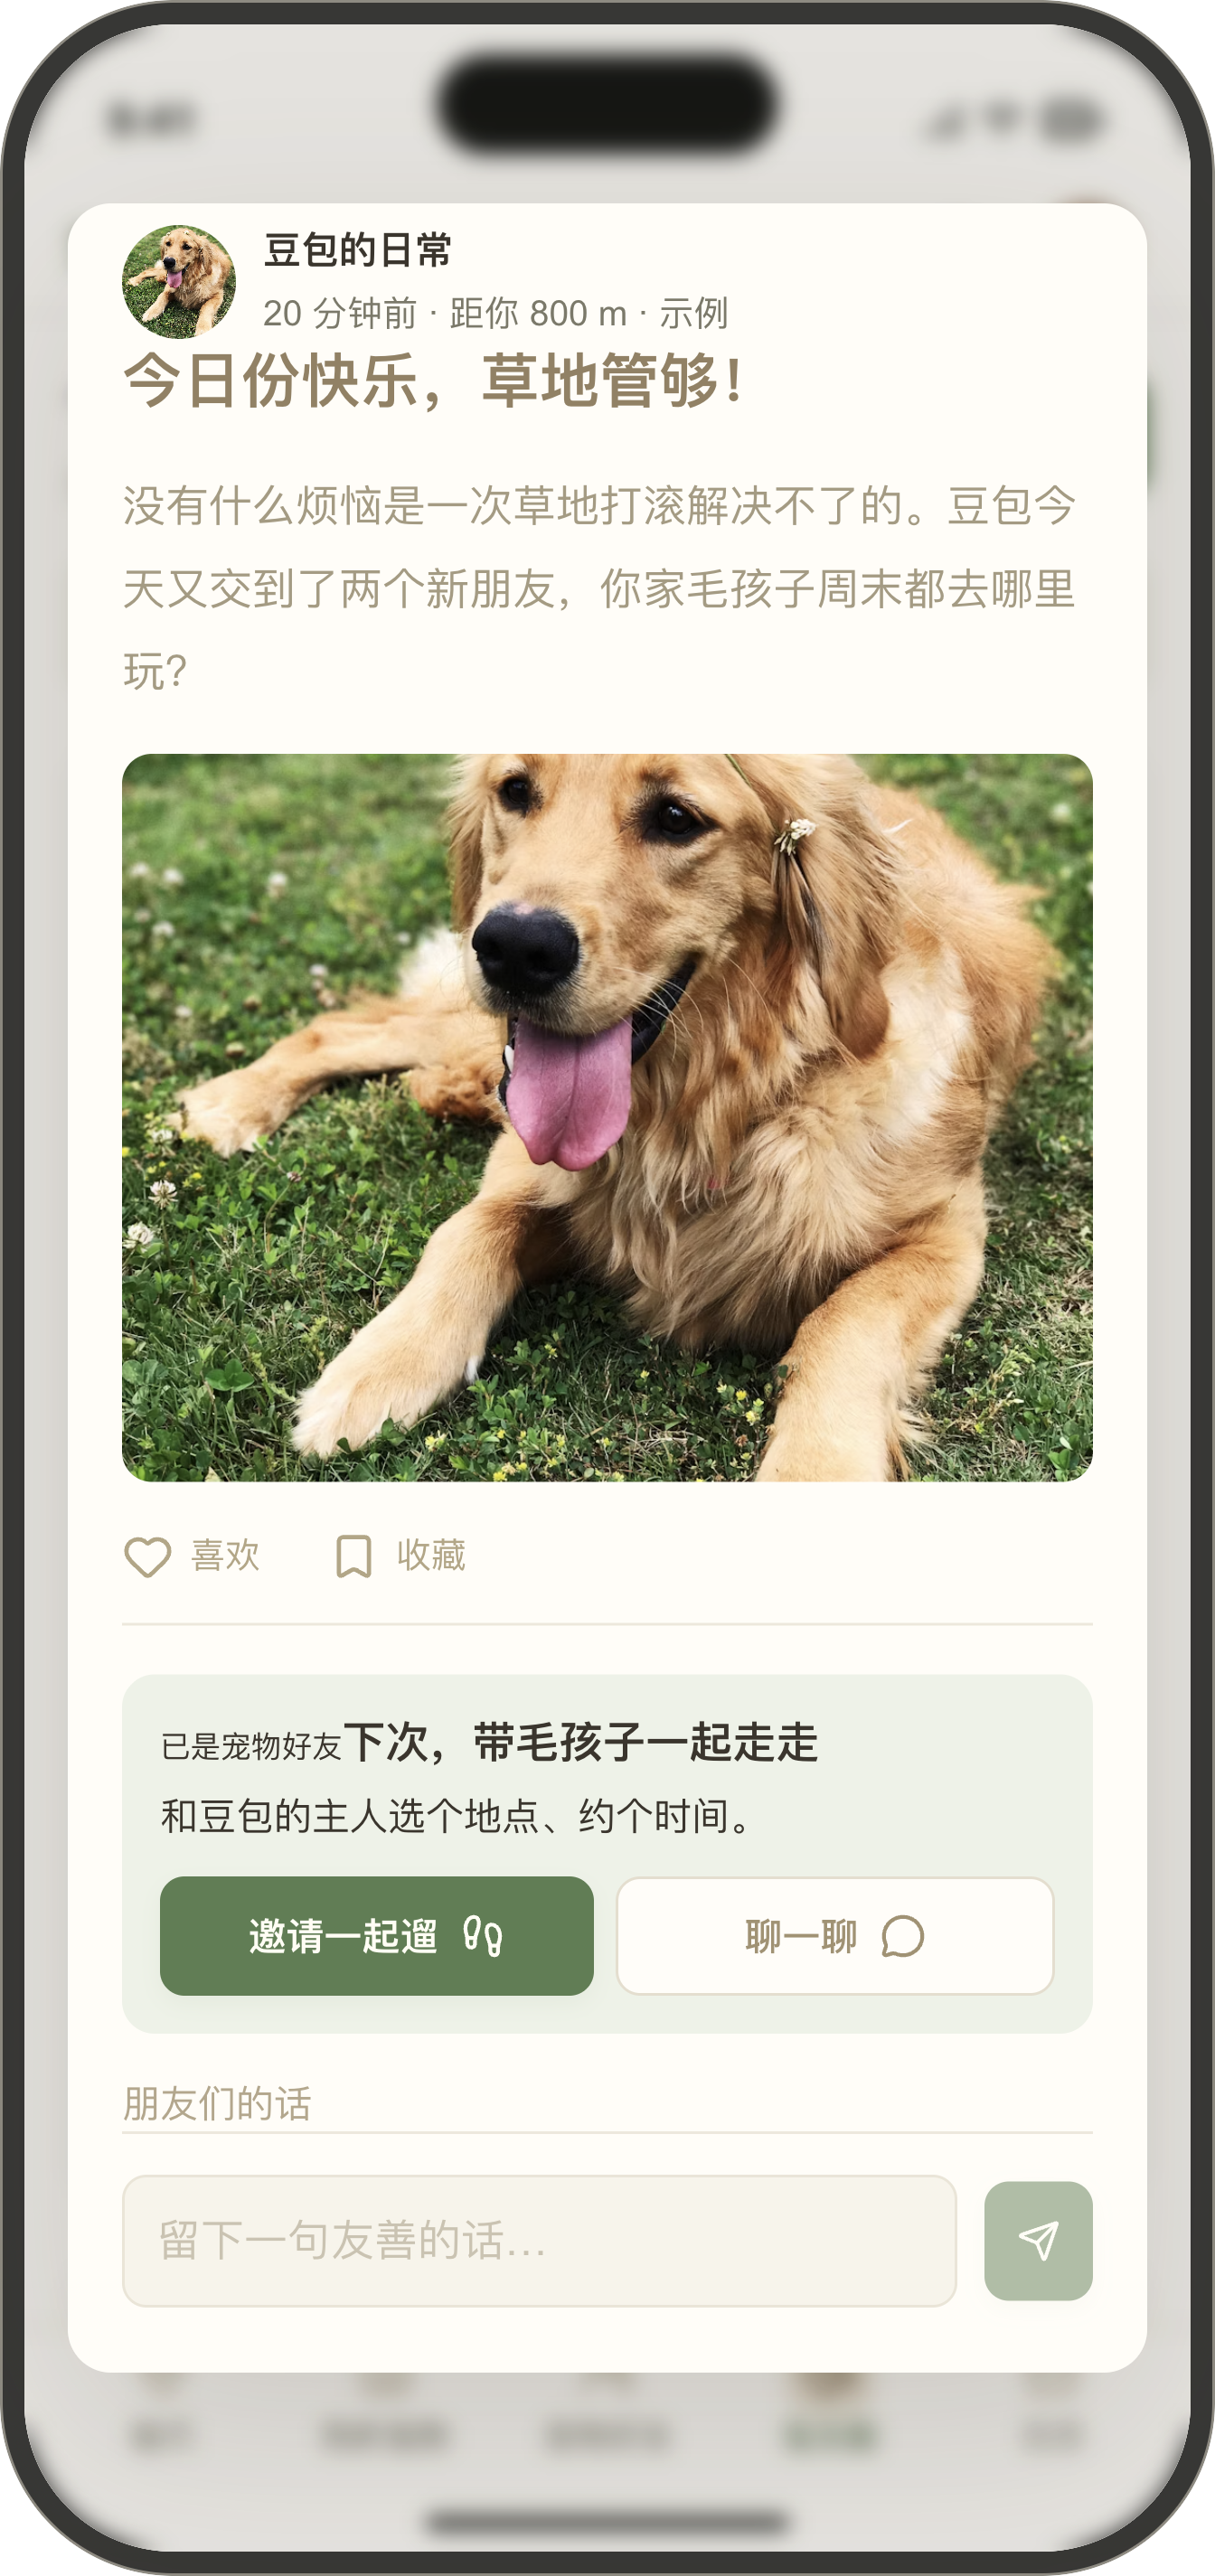 豆包的日常
20 分钟前 · 距你 800 m · 示例
今日份快乐，草地管够！
没有什么烦恼是一次草地打滚解决不了的。豆包今
天又交到了两个新朋友，你家毛孩子周末都去哪里
玩？
喜欢 收藏
已是宠物好友下次，带毛孩子一起走走
和豆包的主人选个地点、约个时间。
邀请一起遛 聊一聊
朋友们的话
留下一句友善的话…